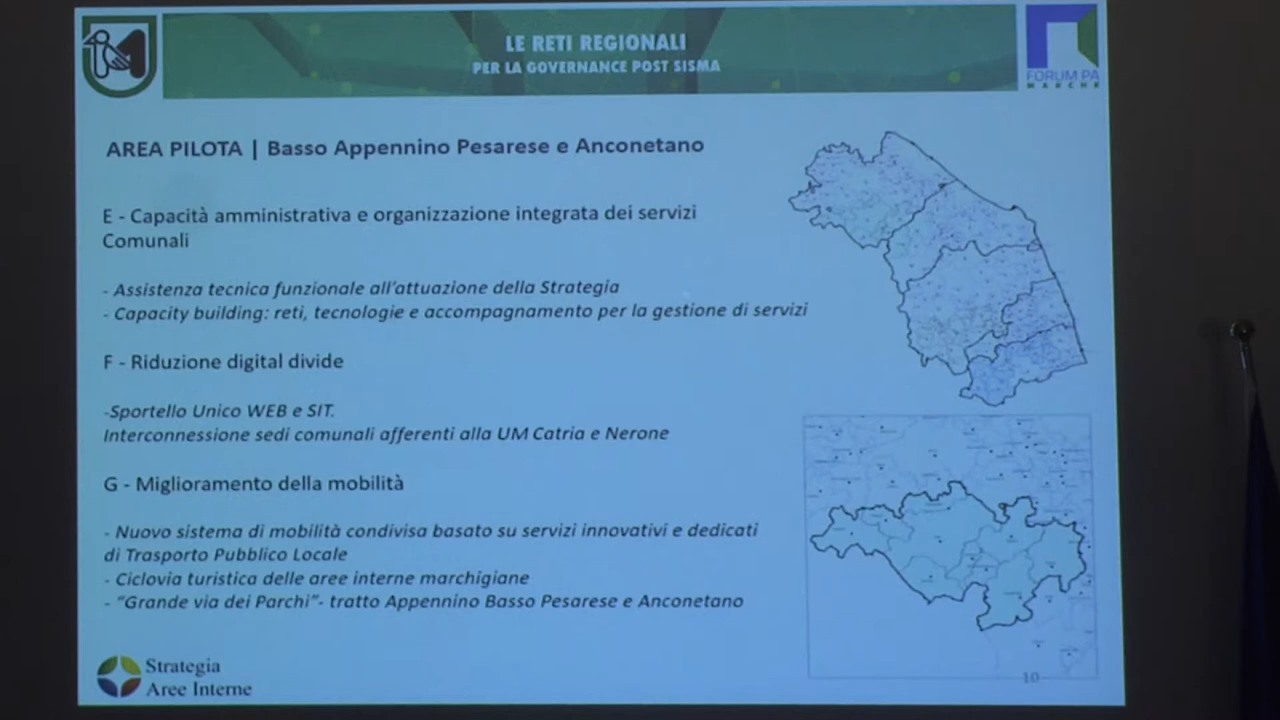 LE RETI REGIONALI
PER LA GOVERNANCE POST SISMA
FORUM PA
MARCHE
AREA PILOTA | Basso Appennino Pesarese e Anconetano
E - Capacità amministrativa e organizzazione integrata dei servizi
Comunali
- Assistenza tecnica funzionale all'attuazione della Strategia
- Capacity building: reti, tecnologie e accompagnamento per la gestione di servizi
F - Riduzione digital divide
-Sportello Unico WEB e SIT.
Interconnessione sedi comunali afferenti alla UM Catria e Nerone
G - Miglioramento della mobilità
- Nuovo sistema di mobilità condivisa basato su servizi innovativi e dedicati
di Trasporto Pubblico Locale
- Ciclovia turistica delle aree interne marchigiane
- "Grande via dei Parchi"- tratto Appennino Basso Pesarese e Anconetano
Strategia
Aree Interne
10